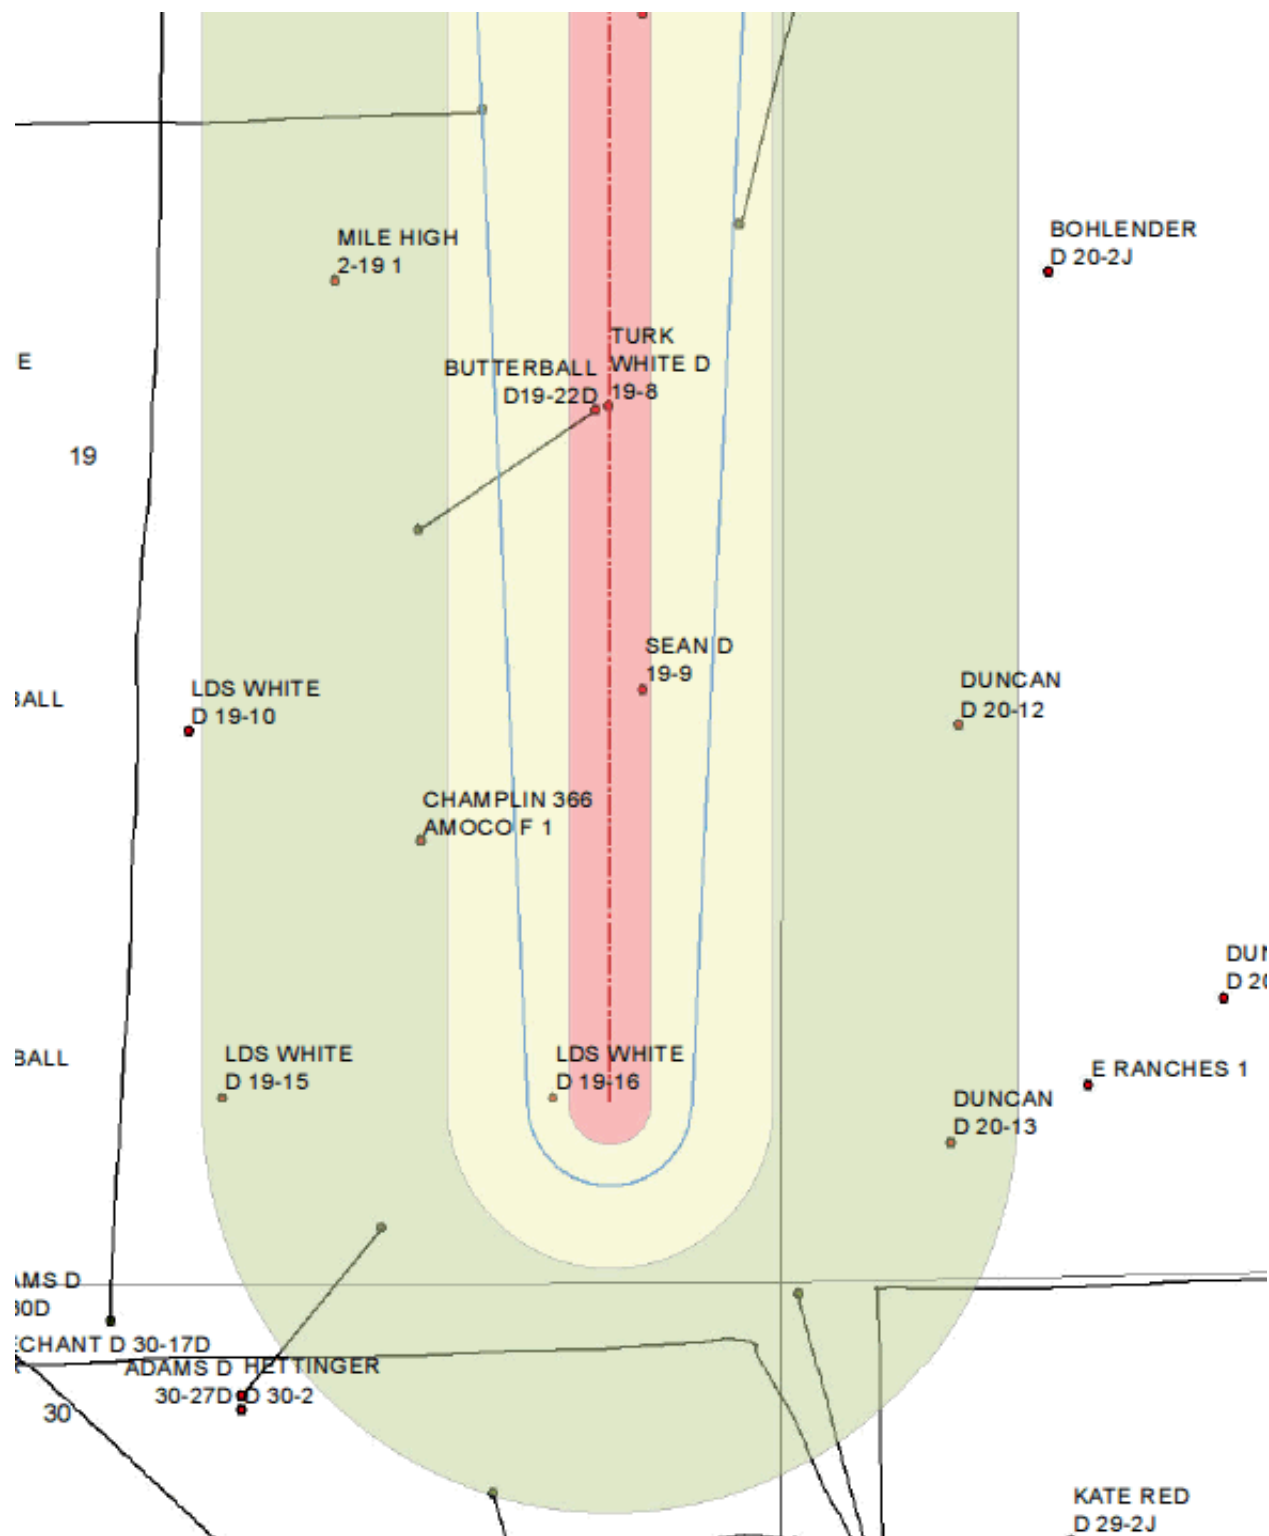 BOHLENDER
D 20-2J
MILE HIGH
2-19 1
TURK
WHITE D
19-8
E
BUTTERBALL
D19-22D
19
SEAN D
19-9
LDS WHITE
D 19-10
DUNCAN
D 20-12
BALL
CHAMPLIN 366
AMOCO F 1
D 20
BALL
LDS WHITE
D 19-15
LDS WHITE
D 19-16
E RANCHES 1
DUNCAN
D 20-13
AMS D
30D
ECHANT D 30-17D
ADAMS D
30-27D
HETTINGER
D 30-2
30
KATE RED
D 29-2J